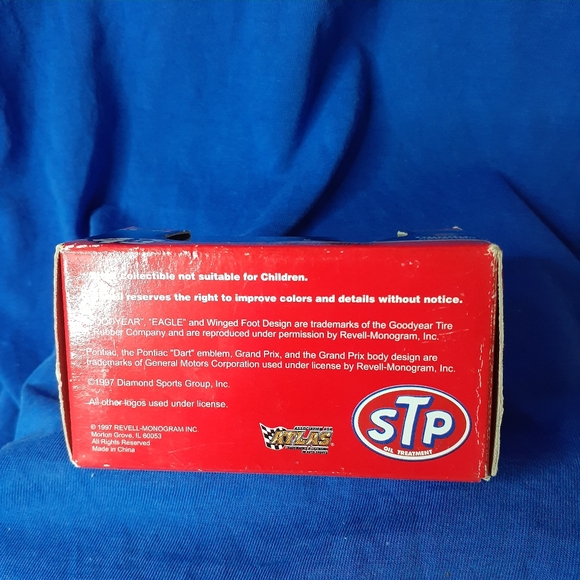 Collectible not suitable for Children.
reserves the right to improve colors and details without notice.
"EAGLE" and Winged Foot Design are trademarks of the Goodyear Tire
Rubber Company and are reproduced under permission by Revell-Monogram, Inc.
Pontiac, the Pontiac "Dart" emblem, Grand Prix, and the Grand Prix body design are
trademarks of General Motors Corporation used under license by Revell-Monogram, Inc.
©1997 Diamond Sports Group, Inc.
All other logos used under license.
© 1997 REVELL-MONOGRAM INC.
Morton Grove, IL 60053
All Rights Reserved
Made in China
ATLAS
STP
OIL TREATMENT